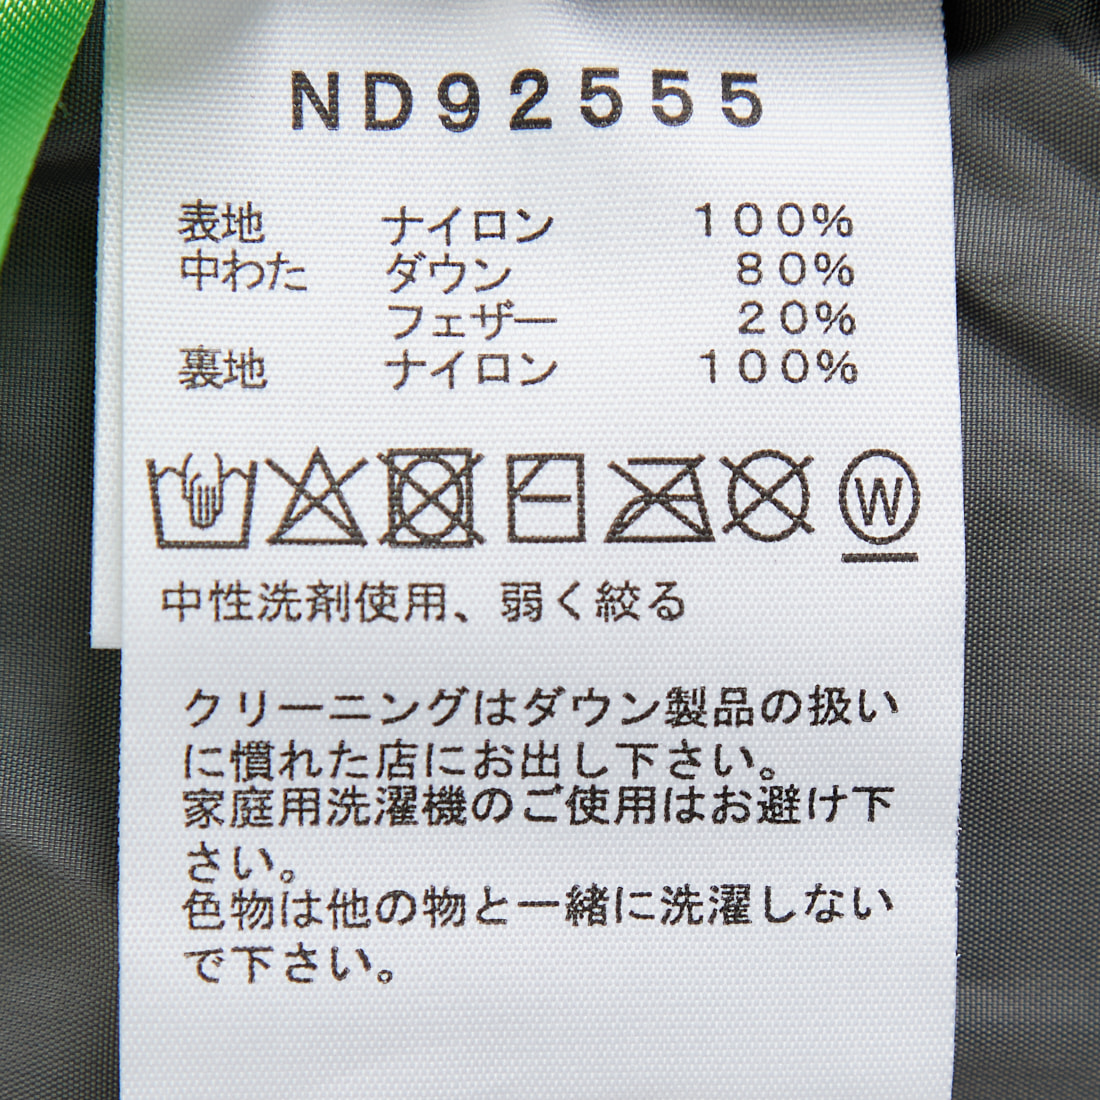 ND92555
表地 ナイロン 100%
中わた ダウン 80%
フェザー 20%
裏地 ナイロン 100%
W
中性洗剤使用、弱く絞る
クリーニングはダウン製品の扱い
に慣れた店にお出し下さい。
家庭用洗濯機のご使用はお避け下
さい。
色物は他の物と一緒に洗濯しない
で下さい。